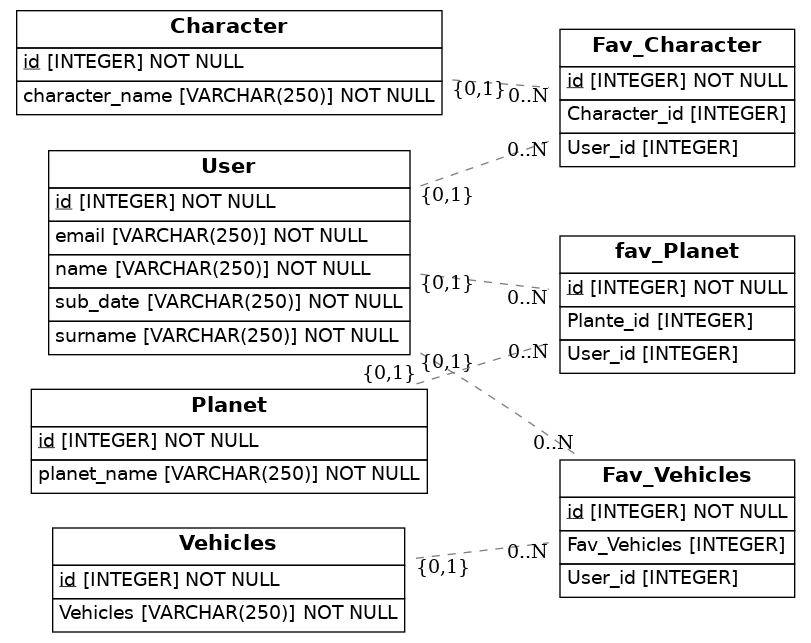 Character
id [INTEGER] NOT NULL
character_name [VARCHAR(250)] NOT NULL
{0,1}
0..N
Fav_Character
id [INTEGER] NOT NULL
Character_id [INTEGER]
User_id [INTEGER]
User
id [INTEGER] NOT NULL
email [VARCHAR(250)] NOT NULL
name [VARCHAR(250)] NOT NULL
sub_date [VARCHAR(250)] NOT NULL
surname [VARCHAR(250)] NOT NULL
0..N
{0,1}
{0,1}
0..N
{0,1}
0..N
{0,1}
0..N
fav_Planet
id [INTEGER] NOT NULL
Plante_id [INTEGER]
User_id [INTEGER]
Planet
id [INTEGER] NOT NULL
planet_name [VARCHAR(250)] NOT NULL
0..N
Fav_Vehicles
id [INTEGER] NOT NULL
Fav_Vehicles [INTEGER]
User_id [INTEGER]
Vehicles
id [INTEGER] NOT NULL
Vehicles [VARCHAR(250)] NOT NULL
{0,1}
0..N